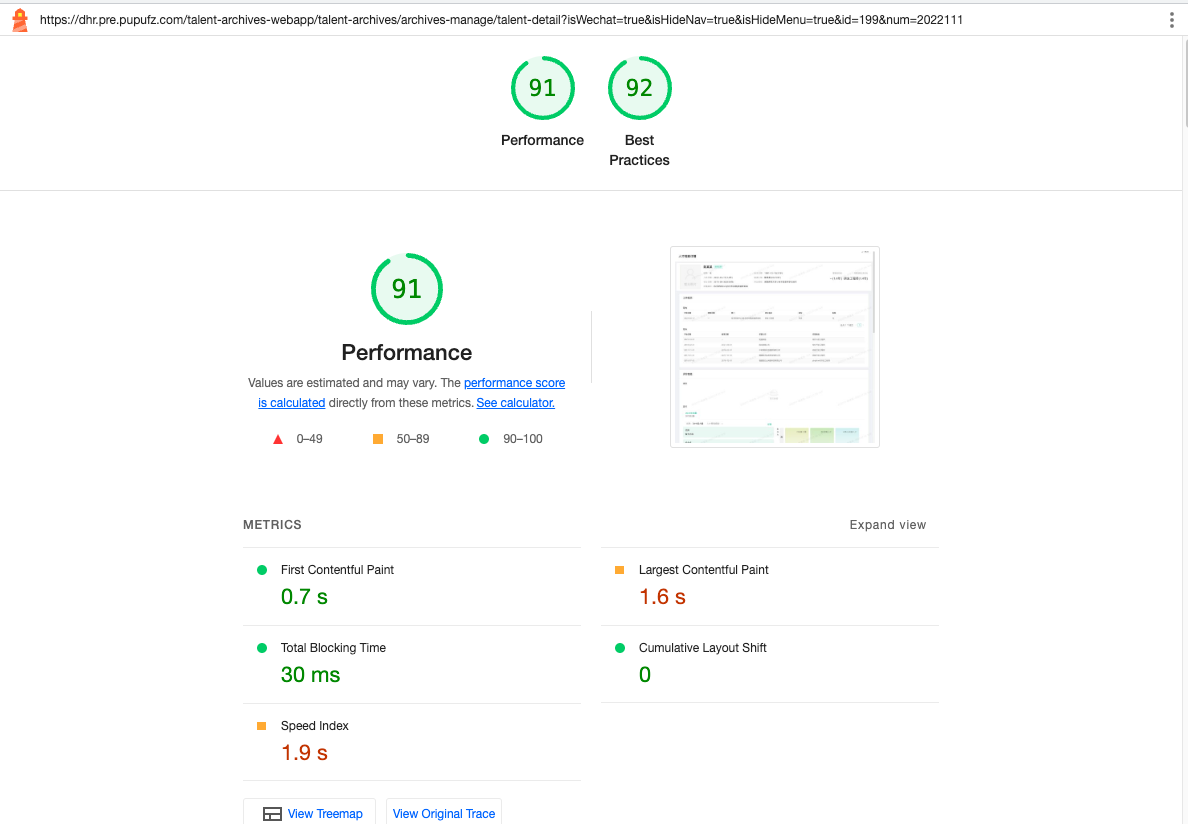 https://dhr.pre.pupufz.com/talent-archives-webapp/talent-archives/archives-manage/talent-detail?isWechat=true&isHideNav=true&isHideMenu=true&id=199&num=2022111
91
92
Performance
Best
Practices
91
Performance
Values are estimated and may vary. The performance score
is calculated directly from these metrics. See calculator.
0–49
50–89
90–100
METRICS
Expand view
First Contentful Paint
0.7 s
Largest Contentful Paint
1.6 s
Total Blocking Time
30 ms
Cumulative Layout Shift
0
Speed Index
1.9 s
View Treemap
View Original Trace